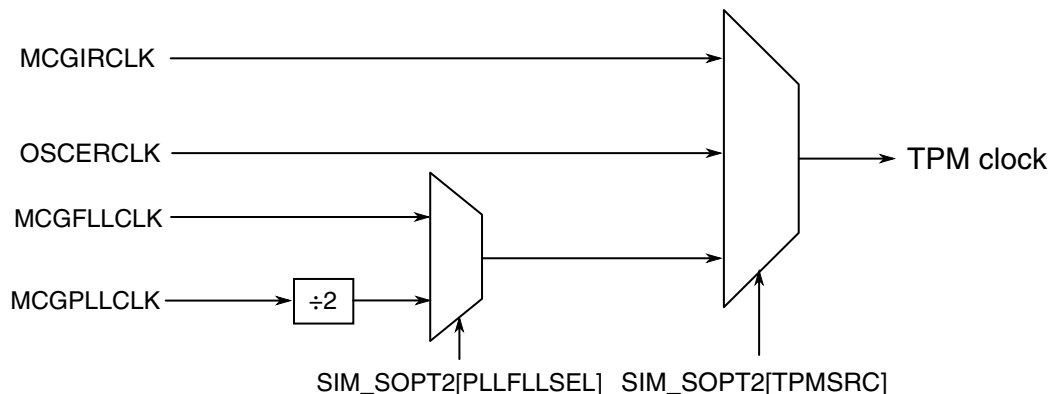 MCGIRCLK
OSCERCLK
TPM clock
MCGFLLCLK
MCGPLLCLK
÷2
SIM_SOPT2[PLLFLLSEL]
SIM_SOPT2[TPMSRC]